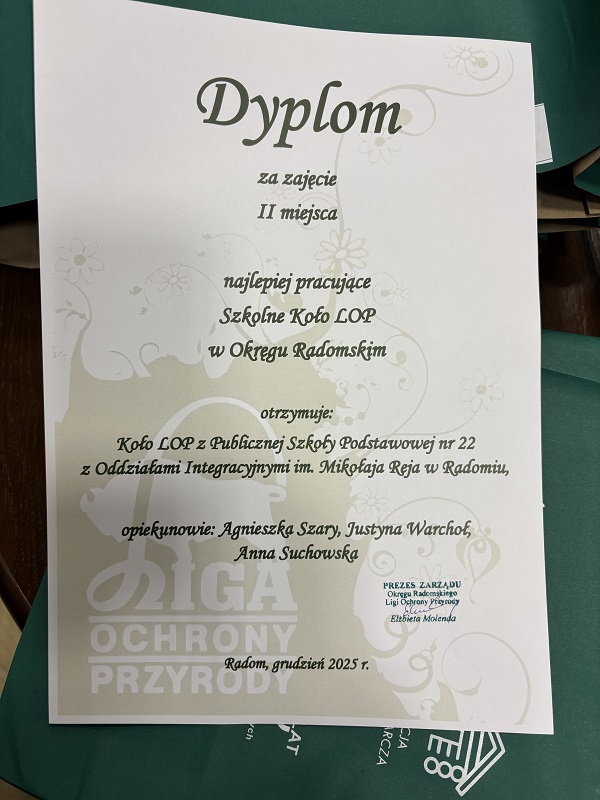 Dyplom
za zajęcie
II miejsca
najlepiej pracujące
Szkolne Koło LOP
w Okręgu Radomskim
otrzymuje:
Koło LOP z Publicznej Szkoły Podstawowej nr 22
z Oddziałami Integracyjnymi im. Mikołaja Reja w Radomiu,
opiekunowie: Agnieszka Szary, Justyna Warchoł,
Anna Suchowska
PREZES ZARZĄDU
Okręgu Radomskiego
Ligi Ochrony Przyrody
Elżbieta Molenda
LIGA
OCHRONY
PRZYRODY
Radom, grudzień 2025 r.